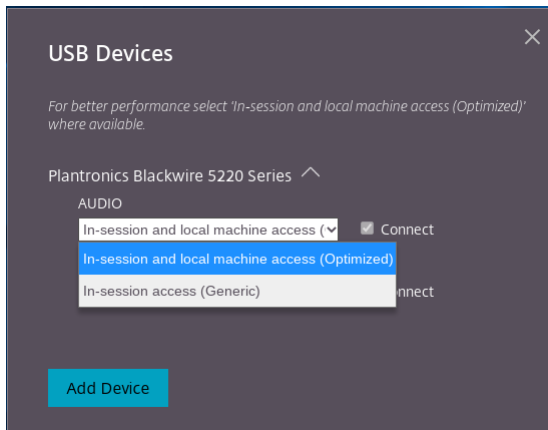 USB Devices
For better performance select 'In-session and local machine access (Optimized)'
where available.
Plantronics Blackwire 5220 Series
AUDIO
In-session and local machine access (
Connect
In-session and local machine access (Optimized)
In-session access (Generic)
nnect
Add Device